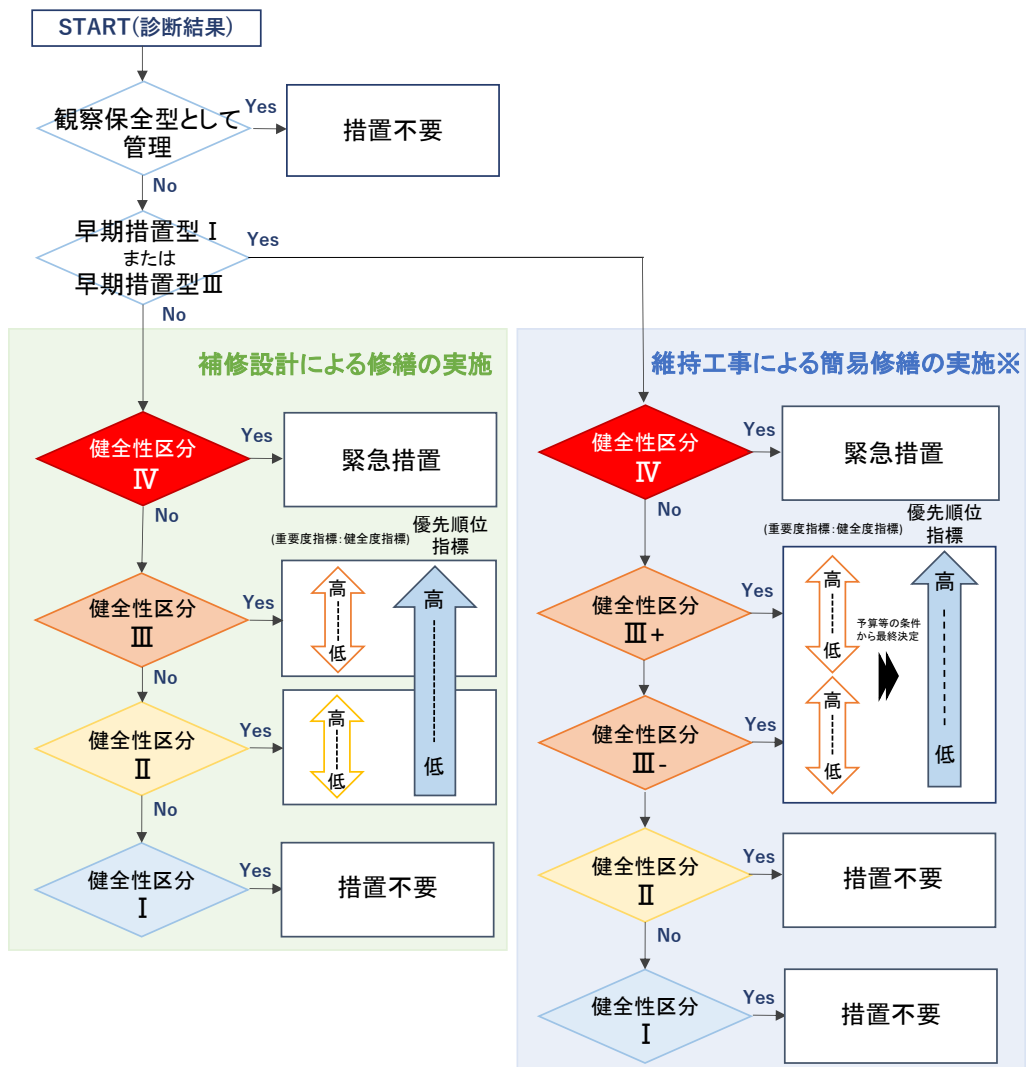 START(診断結果)
観察保全型として
管理
Yes
措置不要
No
早期措置型Ⅰ
または
早期措置型Ⅲ
Yes
No
補修設計による修繕の実施
健全性区分
Ⅳ
Yes
緊急措置
No
(重要度指標:健全度指標)
優先順位
指標
健全性区分
Ⅲ
Yes
高
低
高
No
健全性区分
Ⅱ
Yes
高
低
低
No
健全性区分
Ⅰ
Yes
措置不要
維持工事による簡易修繕の実施※
健全性区分
Ⅳ
Yes
緊急措置
No
(重要度指標:健全度指標)
優先順位
指標
健全性区分
Ⅲ+
Yes
高
低
予算等の条件
から最終決定
高
健全性区分
Ⅲ-
Yes
高
低
低
健全性区分
Ⅱ
Yes
措置不要
No
健全性区分
Ⅰ
Yes
措置不要